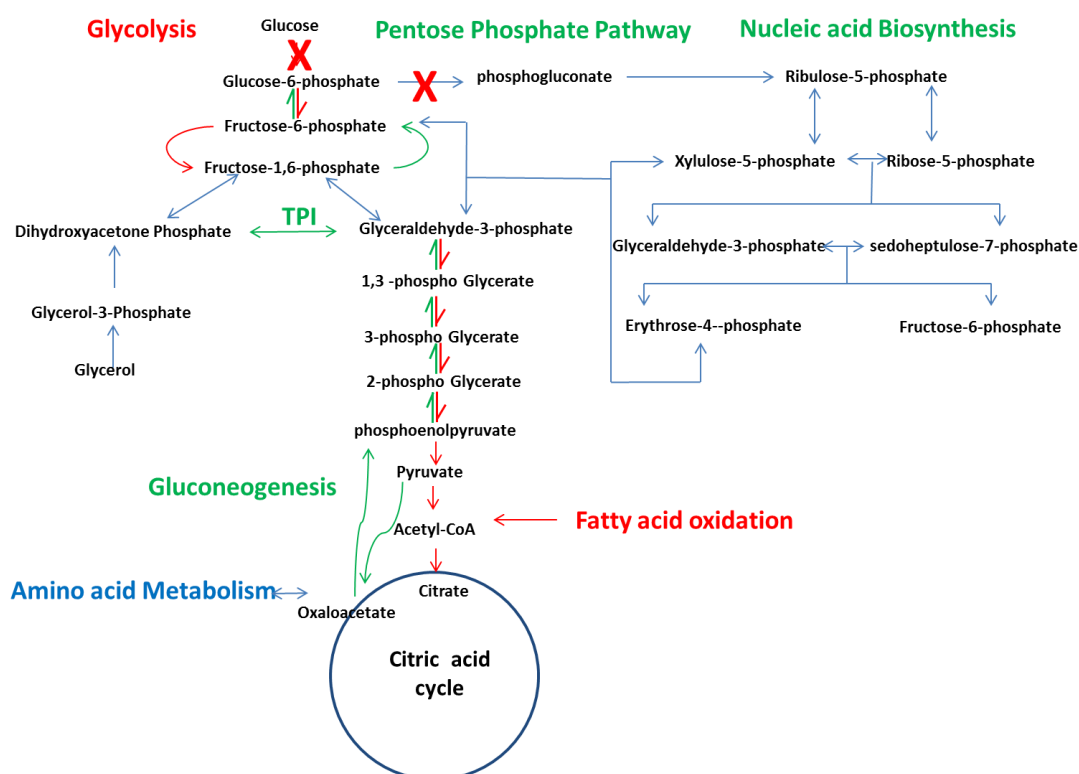 Glycolysis
Glucose
Pentose Phosphate Pathway
Nucleic acid Biosynthesis
X
Glucose-6-phosphate
X
phosphogluconate
Ribulose-5-phosphate
Fructose-6-phosphate
Fructose-1,6-phosphate
Xylulose-5-phosphate
Ribose-5-phosphate
Dihydroxyacetone Phosphate
TPI
Glyceraldehyde-3-phosphate
Glyceraldehyde-3-phosphate
sedoheptulose-7-phosphate
1,3 -phospho Glycerate
Glycerol-3-Phosphate
3-phospho Glycerate
Erythrose-4--phosphate
Fructose-6-phosphate
Glycerol
2-phospho Glycerate
phosphoenolpyruvate
Pyruvate
Gluconeogenesis
Acetyl-CoA
Fatty acid oxidation
Amino acid Metabolism
Citrate
Oxaloacetate
Citric acid
cycle